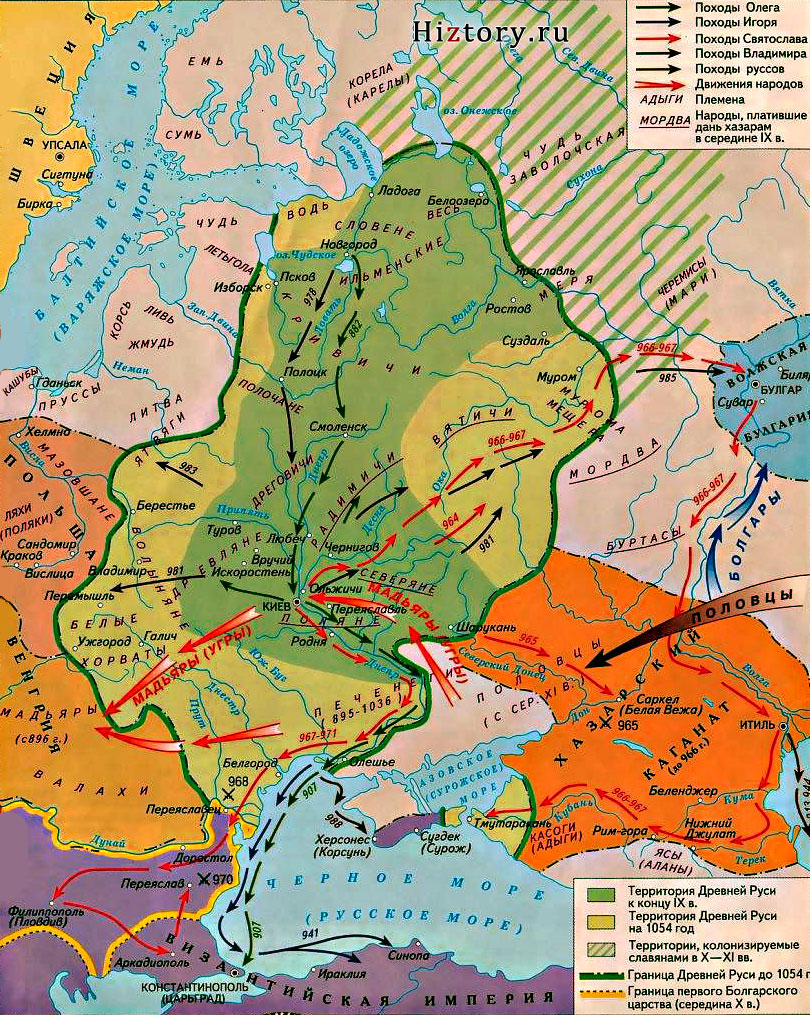 Hiztory.ru
Походы Олега
Походы Игоря
Походы Святослава
Походы Владимира
Походы руссов
Движения народов
АДЫГИ Племена
МОРДВА Народы, платившие
дань хазарам
в середине IX в.
ШВЕЦИЯ
УПСАЛА
Сигтуна
Бирка
БАЛТИЙСКОЕ МОРЕ
(ВАРЯЖСКОЕ МОРЕ)
ЕМЬ
СУМЬ
КОРЕЛА
(КАРЕЛЫ)
оз. Онежское
Ладожское
озеро
Сев. Двина
ЧУДЬ
ЗАВОЛОЧСКАЯ
Сухона
Ладога
Белоозеро
ВОДЬ
СЛОВЕНЕ
ИЛЬМЕНСКИЕ
ВЕСЬ
Новгород
ЧУДЬ
оз. Чудское
ЛЕТЬГОЛА
Изборск
Псков
978
882
Ловать
КРИВИЧИ
Волга
Ярославль
МЕРЯ
Ростов
ЧЕРЕМИСЫ
(МАРИ)
Вятка
КОРСЬ
ЛИВЬ
ЖМУДЬ
Зап. Двина
Неман
Суздаль
966-967
985
ВОЛЖСКАЯ
БУЛГАРИЯ
БУЛГАР
Биляр
Сувар
Муром
МУРОМА
МЕЩЕРА
КАШУБЫ
Гданьск
ПРУССЫ
ЛИТВА
ЯТВЯГИ
Полоцк
ПОЛОЧАНЕ
Смоленск
Днепр
ВЯТИЧИ
966-967
МОРДВА
Хелмна
Висла
МАЗОВШАНЕ
ПОЛЬША
ЛЯХИ
(ПОЛЯКИ)
983
ДРЕГОВИЧИ
РАДИМИЧИ
Ока
Десна
964
981
966-967
БУРТАСЫ
БОЛГАРЫ
Берестье
Припять
Туров
Любеч
Чернигов
Сандомир
Краков
Вислица
ВОЛЫНЯНЕ
Владимир
981
ДРЕВЛЯНЕ
Вручий
Искоростень
Ольжичи
СЕВЕРЯНЕ
Перемышль
КИЕВ
Переяславль
ПОЛЯНЕ
МАДЬЯРЫ (УГРЫ)
ПОЛОВЦЫ
БЕЛЫЕ
ХОРВАТЫ
Ужгород
Галич
Родня
Днепр
Шарукань
965
Северский Донец
ПОЛОВЦЫ
(С СЕР. XI в.)
Волга
ВЕНГРИЯ
МАДЬЯРЫ
(с 896 г.)
МАДЬЯРЫ (УГРЫ)
Юж. Буг
Днестр
Прут
ПЕЧЕНЕГИ
(895-1036)
Дон
Саркел
(Белая Вежа)
965
ХАЗАРСКИЙ
КАГАНАТ
(до 966 г.)
ИТИЛЬ
ВАЛАХИ
967-971
Белгород
Олешье
968
907
АЗОВСКОЕ
(СУРОЖСКОЕ)
МОРЕ
Беленджер
Кума
966-967
Кубань
Переяславец
988
Херсонес
(Корсунь)
Сугдек
(Сурож)
Тмутаракань
КАСОГИ
(АДЫГИ)
Рим-гора
Нижний
Джулат
Терек
ЯСЫ
(АЛАНЫ)
Дунай
Доростол
Переяслав
970
Филиппополь
(Пловдив)
ЧЕРНОЕ МОРЕ
(РУССКОЕ МОРЕ)
907
941
Синопа
Ираклия
Аркадиополь
КОНСТАНТИНОПОЛЬ
(ЦАРЬГРАД)
ВИЗАНТИЙСКАЯ ИМПЕРИЯ
Территория Древней Руси
к концу IX в.
Территория Древней Руси
на 1054 год
Территории, колонизируемые
славянами в X—XI вв.
Граница Древней Руси до 1054 г
Граница первого Болгарского
царства (середина X в.)